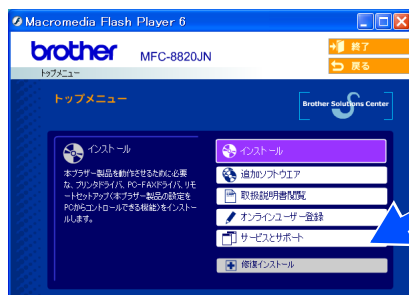 Macromedia Flash Player 6
brother
MFC-8820JN
終了
戻る
トップメニュー
トップメニュー
Brother Solutions Center
インストール
本ブラザー製品を動作させるために必要
な、プリンタドライバ、PC-FAXドライバ、リモ
ートセットアップ(本ブラザー製品の設定を
PCからコントロールできる機能)をインストー
ルします。
インストール
追加ソフトウエア
取扱説明書閲覧
オンラインユーザー登録
サービスとサポート
修復インストール